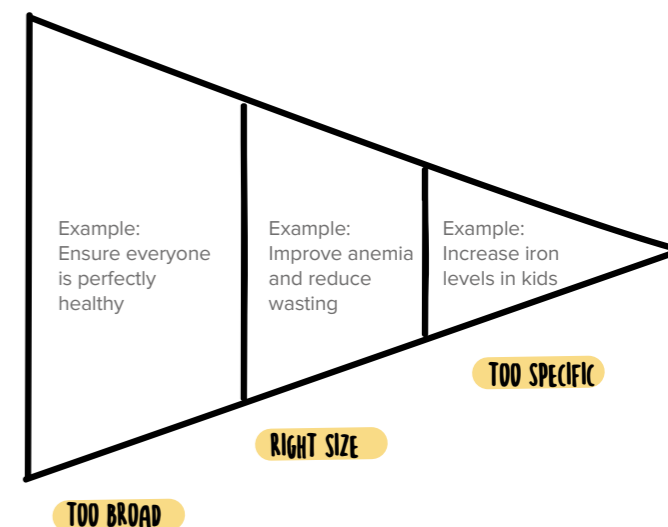 Example:
Ensure everyone
is perfectly
healthy
Example:
Improve anemia
and reduce
wasting
Example:
Increase iron
levels in kids
TOO SPECIFIC
RIGHT SIZE
TOO BROAD